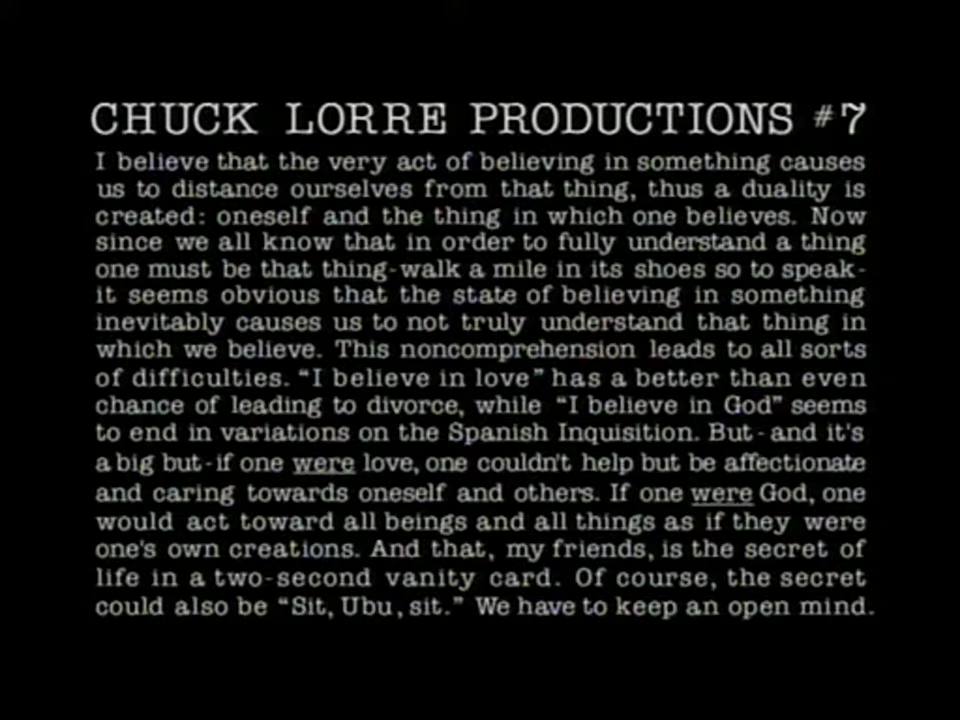 CHUCK LORRE PRODUCTIONS #7
I believe that the very act of believing in something causes
us to distance ourselves from that thing, thus a duality is
created: oneself and the thing in which one believes. Now
since we all know that in order to fully understand a thing
one must be that thing-walk a mile in its shoes so to speak-
it seems obvious that the state of believing in something
inevitably causes us to not truly understand that thing in
which we believe. This noncomprehension leads to all sorts
of difficulties. “I believe in love” has a better than even
chance of leading to divorce, while “I believe in God” seems
to end in variations on the Spanish Inquisition. But-and it's
a big but-if one were love, one couldn't help but be affectionate
and caring towards oneself and others. If one were God, one
would act toward all beings and all things as if they were
one's own creations. And that, my friends, is the secret of
life in a two-second vanity card. Of course, the secret
could also be “Sit, Ubu, sit.” We have to keep an open mind.